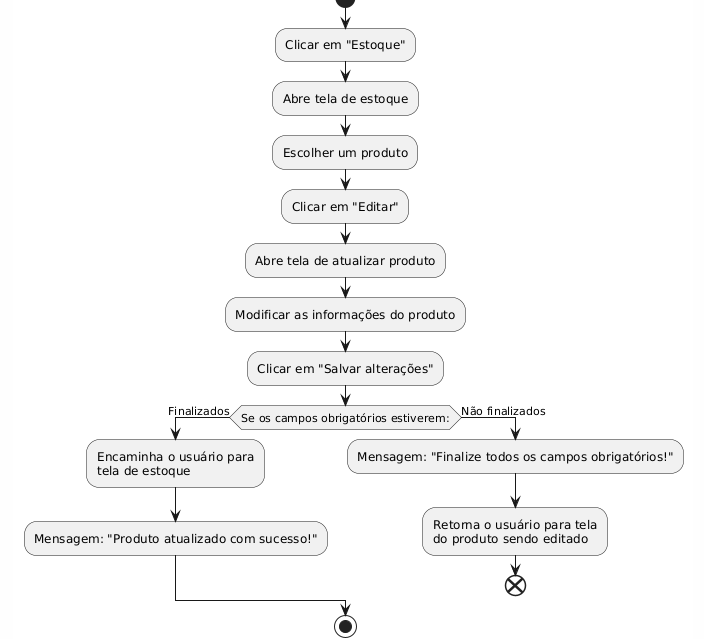 Clicar em "Estoque"
Abre tela de estoque
Escolher um produto
Clicar em "Editar"
Abre tela de atualizar produto
Modificar as informações do produto
Clicar em "Salvar alterações"
Se os campos obrigatórios estiverem:
Finalizados
Encaminha o usuário para
tela de estoque
Mensagem: "Produto atualizado com sucesso!"
Não finalizados
Mensagem: "Finalize todos os campos obrigatórios!"
Retorna o usuário para tela
do produto sendo editado